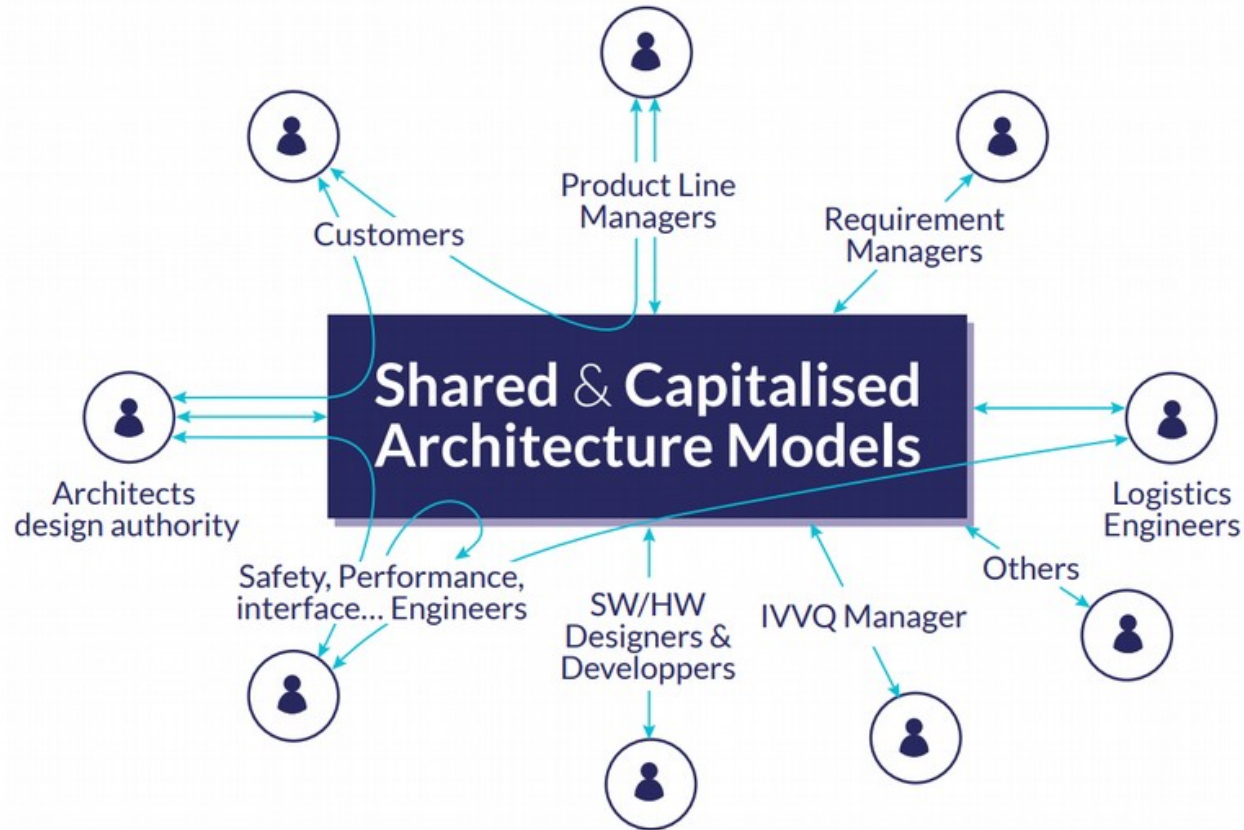 Product Line
Managers
Customers
Requirement
Managers
Shared & Capitalised
Architecture Models
Architects
design authority
Logistics
Engineers
Safety, Performance,
interface... Engineers
SW/HW
Designers &
Developpers
IVVQ Manager
Others